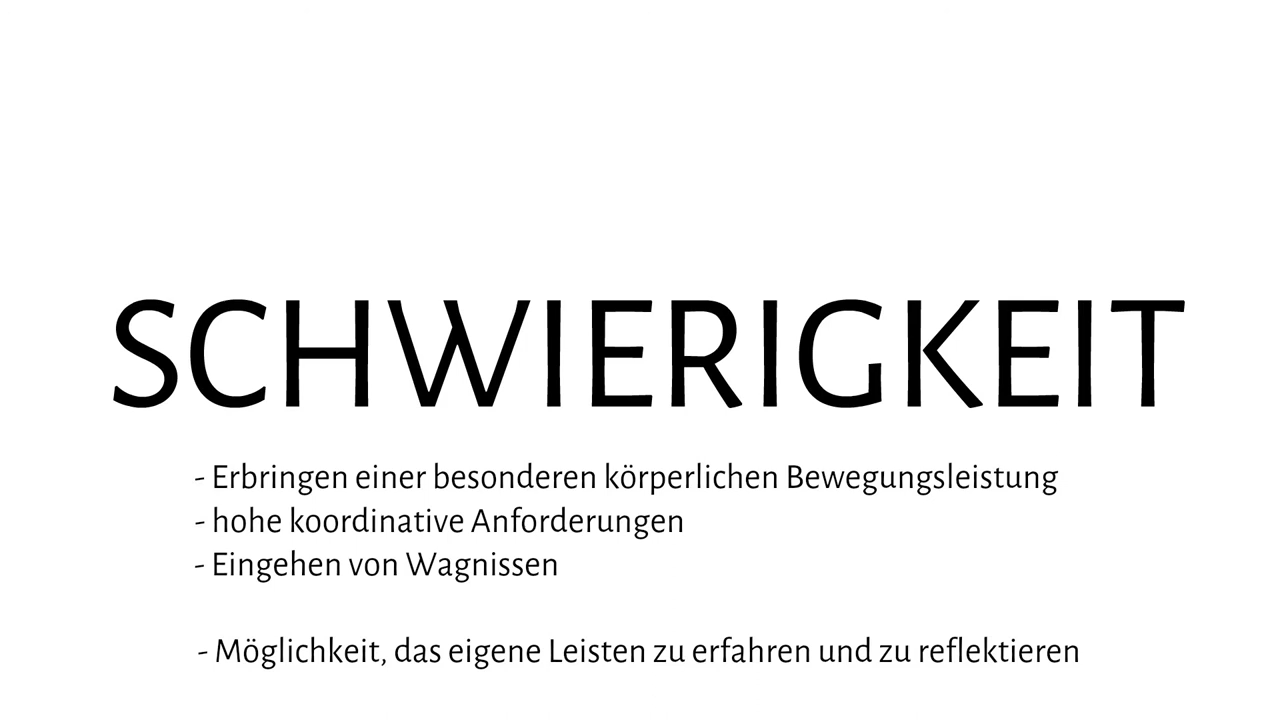 SCHWIERIGKEIT
- Erbringen einer besonderen körperlichen Bewegungsleistung
- hohe koordinative Anforderungen
- Eingehen von Wagnissen
- Möglichkeit, das eigene Leisten zu erfahren und zu reflektieren